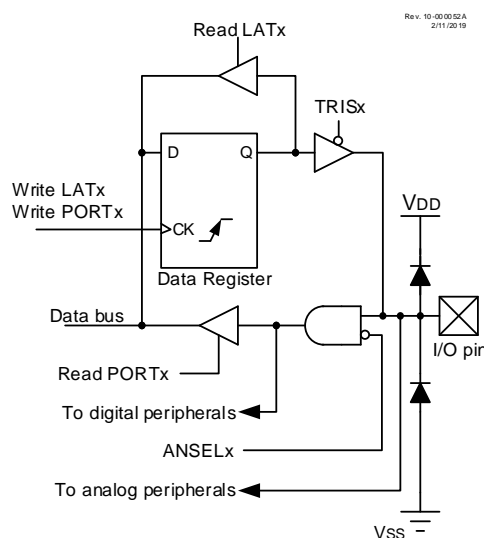 Rev. 10-000052A
2/11/2019
Read LATx
TRISx
D
Q
Write LATx
Write PORTx
CK
VDD
Data Register
Data bus
I/O pin
Read PORTx
To digital peripherals
ANSELx
To analog peripherals
VSS